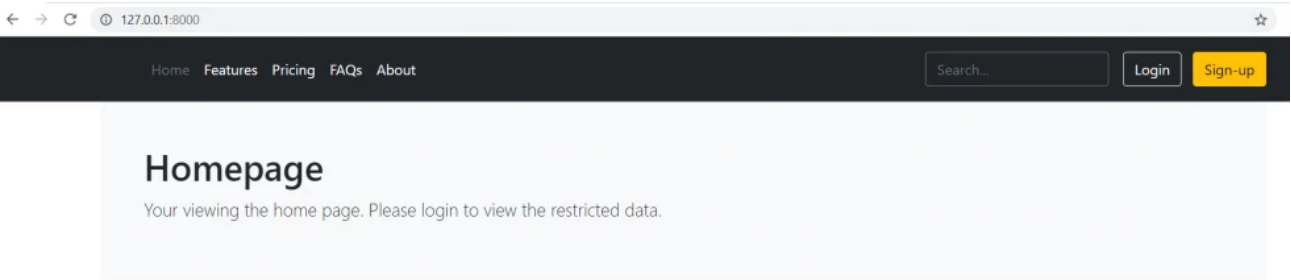 127.0.0.1:8000
Home Features Pricing FAQs About Search... Login Sign-up
Homepage
Your viewing the home page. Please login to view the restricted data.